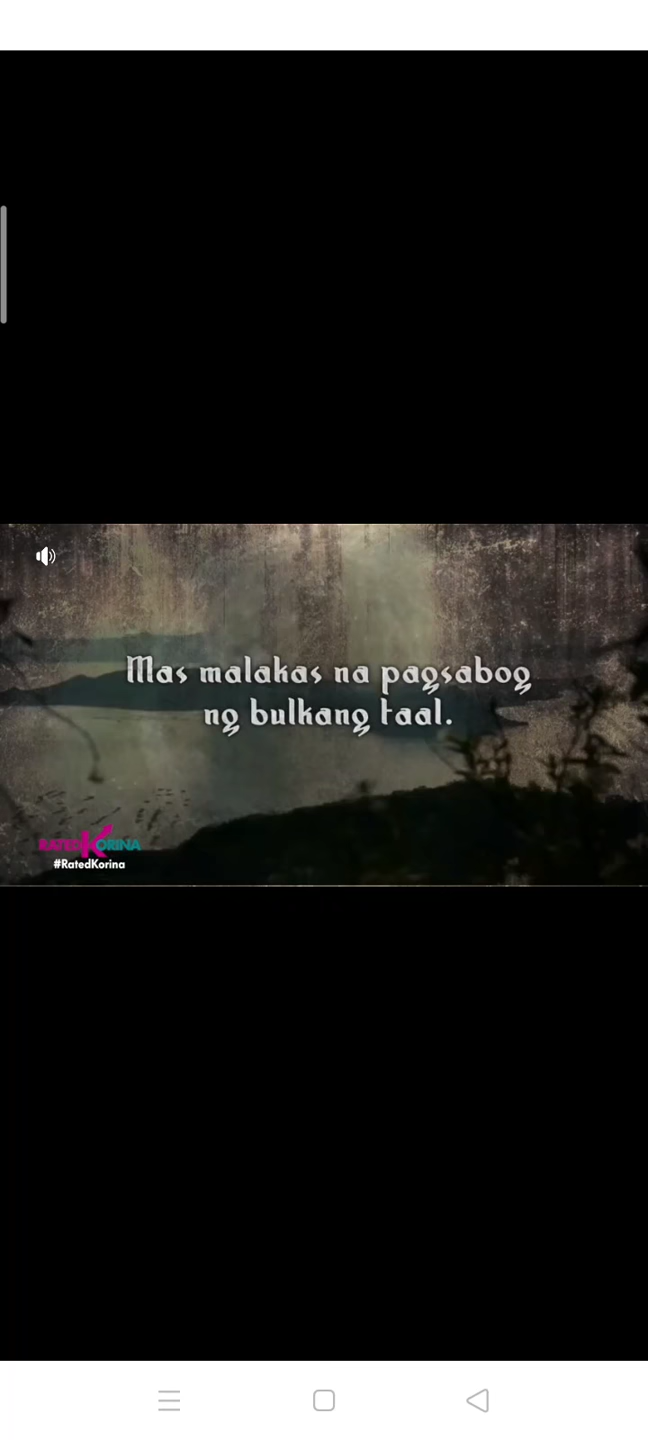 Mas malakas na pagsabog
ng bulkang taal.
RATED KORINA
#RatedKorina